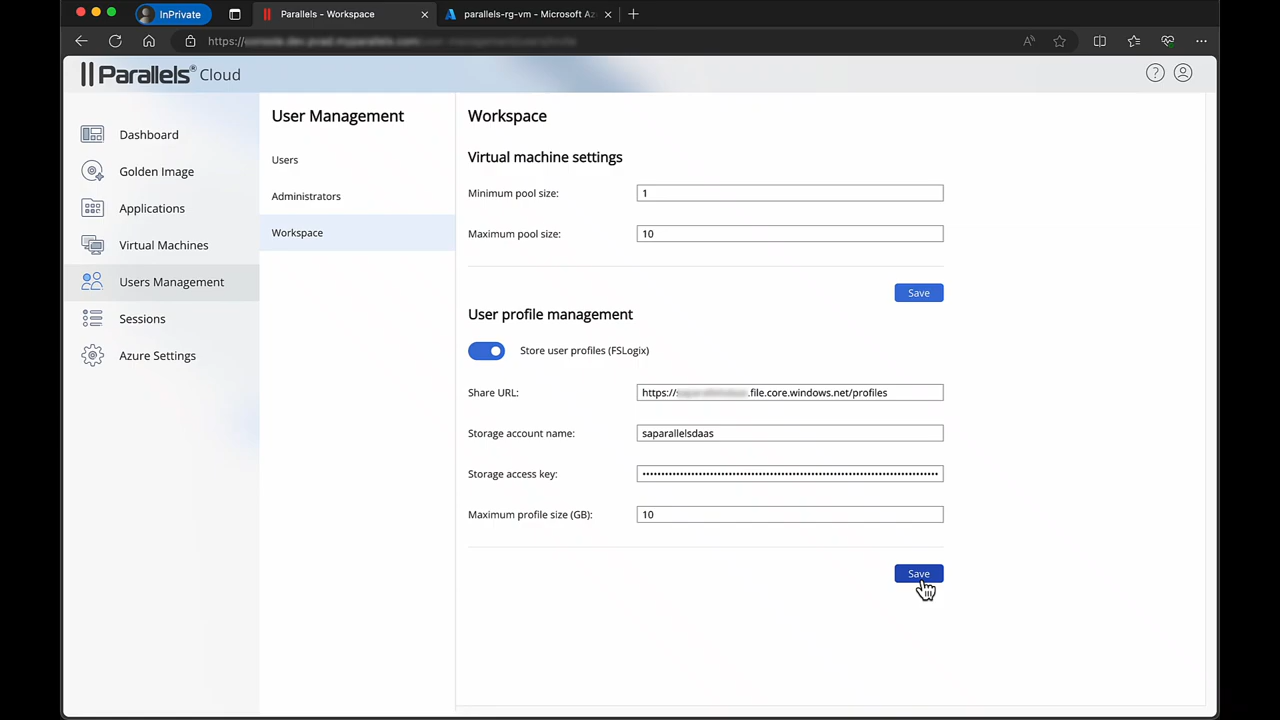 InPrivate
Parallels - Workspace
parallels-rg-vm - Microsoft Az
https://
Parallels® Cloud
Dashboard
Golden Image
Applications
Virtual Machines
Users Management
Sessions
Azure Settings
User Management
Users
Administrators
Workspace
Workspace
Virtual machine settings
Minimum pool size: 1
Maximum pool size: 10
Save
User profile management
Store user profiles (FSLogix)
Share URL: https:// .file.core.windows.net/profiles
Storage account name: saparallelsdaas
Storage access key: ••••••••••••••••••••••••••••••••••••••••••••••••••••••••••••••••
Maximum profile size (GB): 10
Save